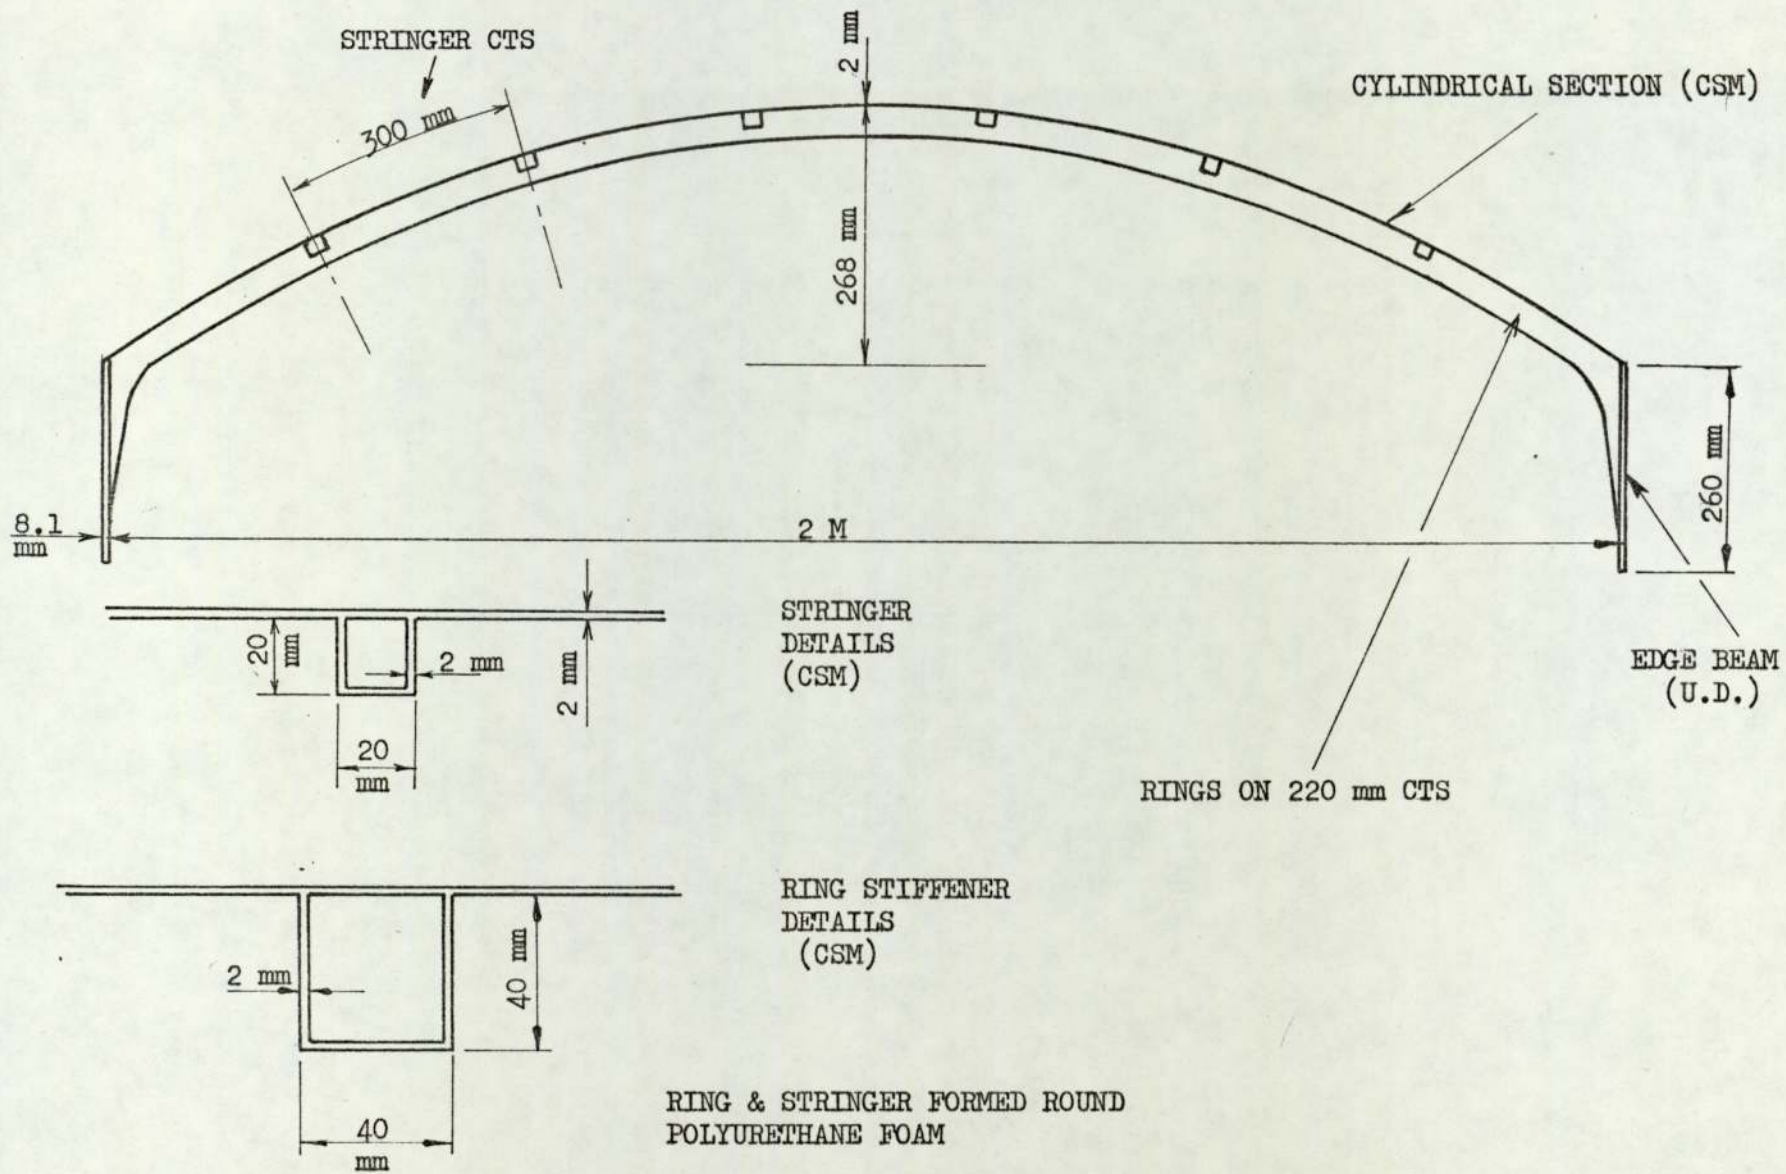 STRINGER CTS
300 mm
2 mm
CYLINDRICAL SECTION (CSM)
268 mm
8.1
mm
2 M
260 mm
EDGE BEAM
(U.D.)
RINGS ON 220 mm CTS
20
mm
2 mm
2 mm
20
mm
STRINGER
DETAILS
(CSM)
2 mm
40 mm
40
mm
RING STIFFENER
DETAILS
(CSM)
RING & STRINGER FORMED ROUND
POLYURETHANE FOAM